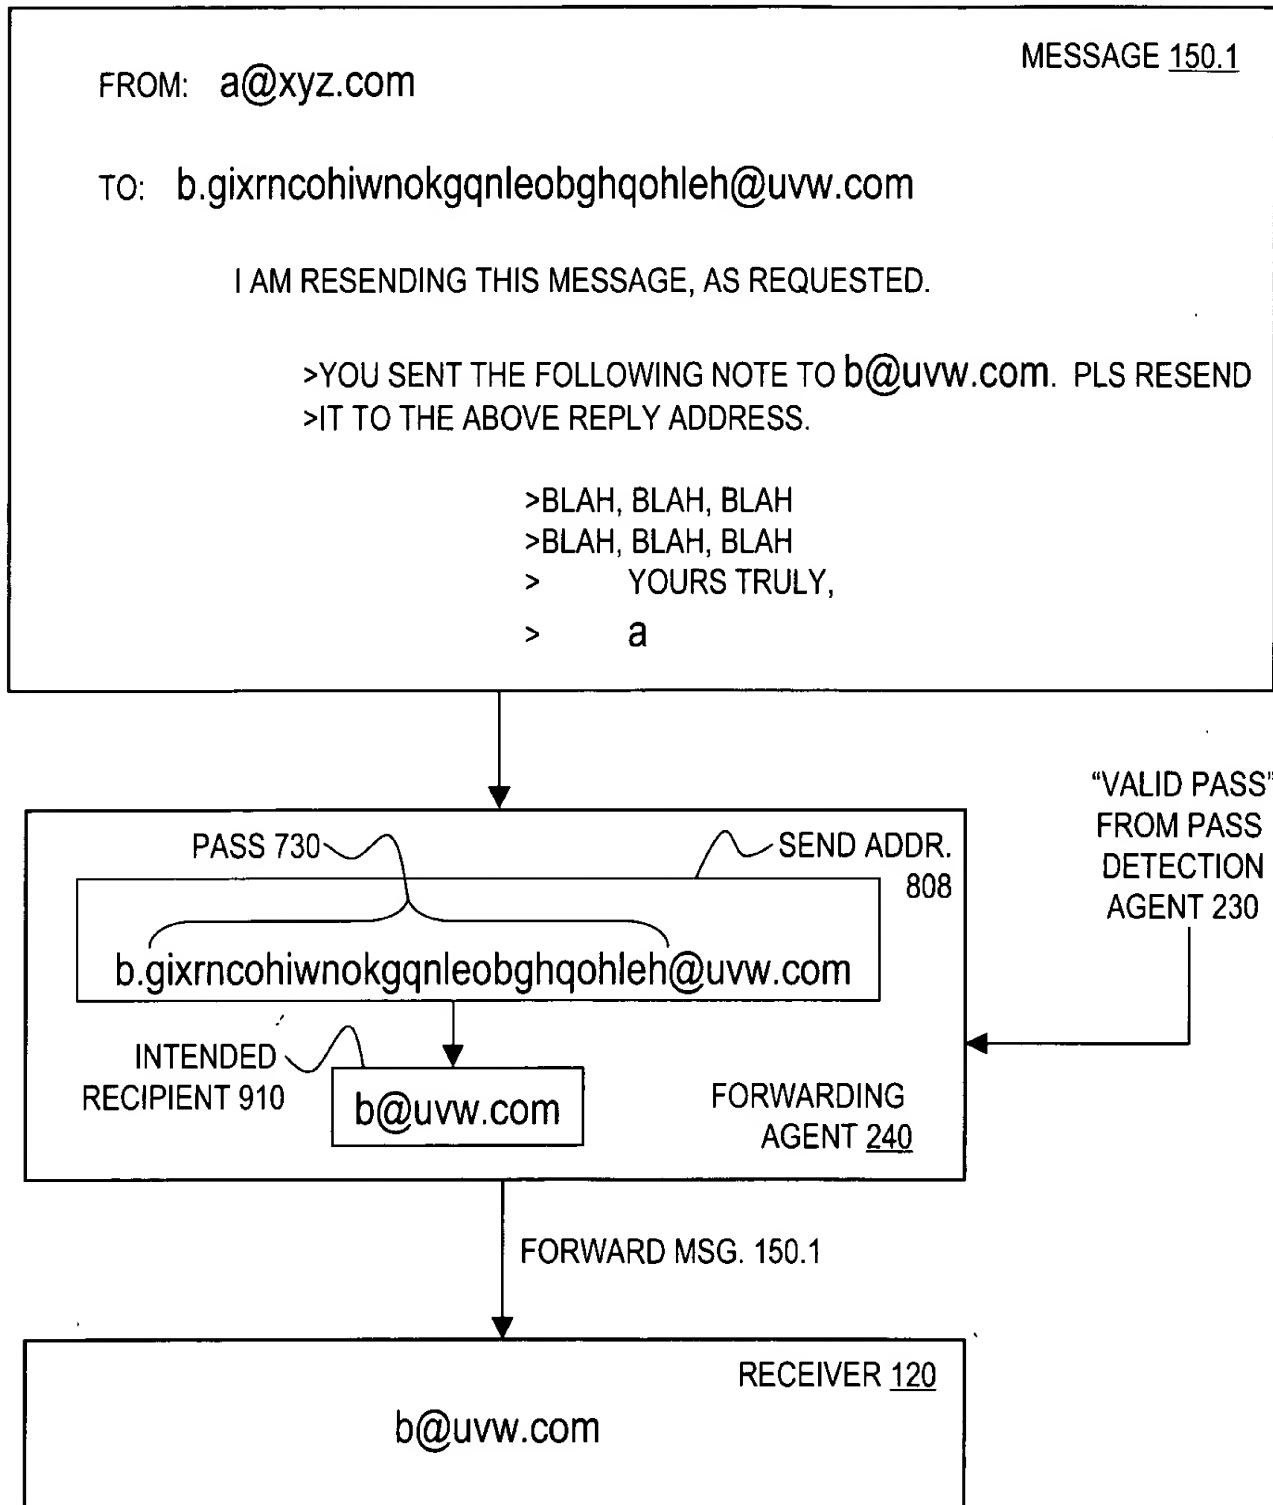 MESSAGE 150.1
FROM: a@xyz.com
TO: b.gixrncohiwnokgqnleobghqohleh@uvw.com
I AM RESENDING THIS MESSAGE, AS REQUESTED.
>YOU SENT THE FOLLOWING NOTE TO b@uvw.com. PLS RESEND
>IT TO THE ABOVE REPLY ADDRESS.
>BLAH, BLAH, BLAH
>BLAH, BLAH, BLAH
> YOURS TRULY,
> a
"VALID PASS"
FROM PASS
DETECTION
AGENT 230
PASS 730
SEND ADDR.
808
b.gixrncohiwnokgqnleobghqohleh@uvw.com
INTENDED
RECIPIENT 910
b@uvw.com
FORWARDING
AGENT 240
FORWARD MSG. 150.1
RECEIVER 120
b@uvw.com